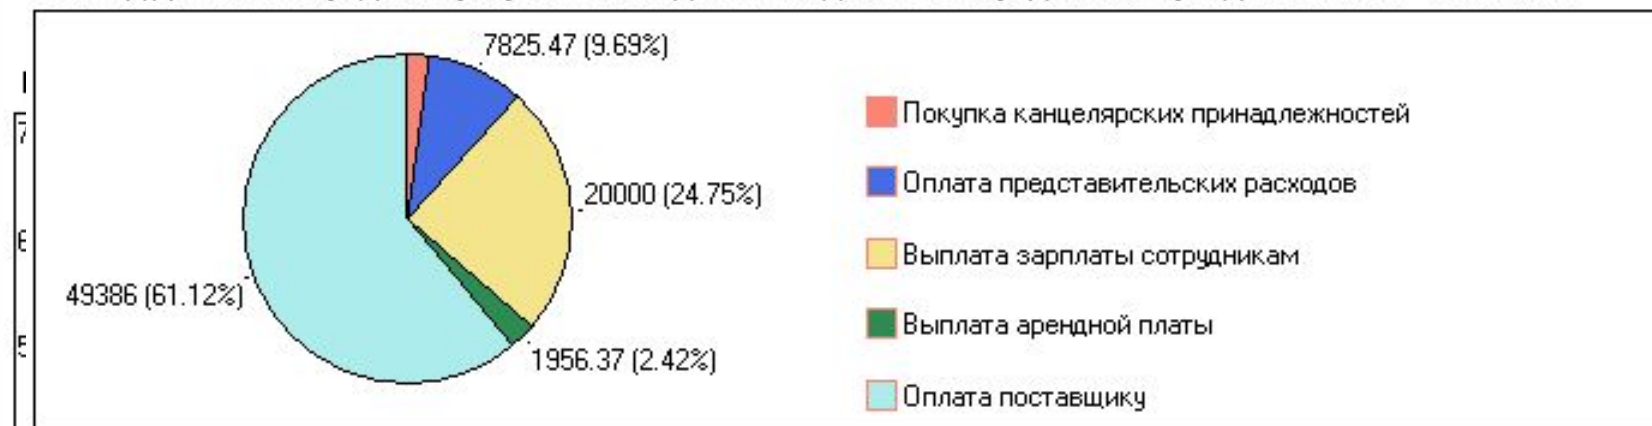 7825.47 (9.69%)
20000 (24.75%)
49386 (61.12%)
1956.37 (2.42%)
Покупка канцелярских принадлежностей
Оплата представительских расходов
Выплата зарплаты сотрудникам
Выплата арендной платы
Оплата поставщику